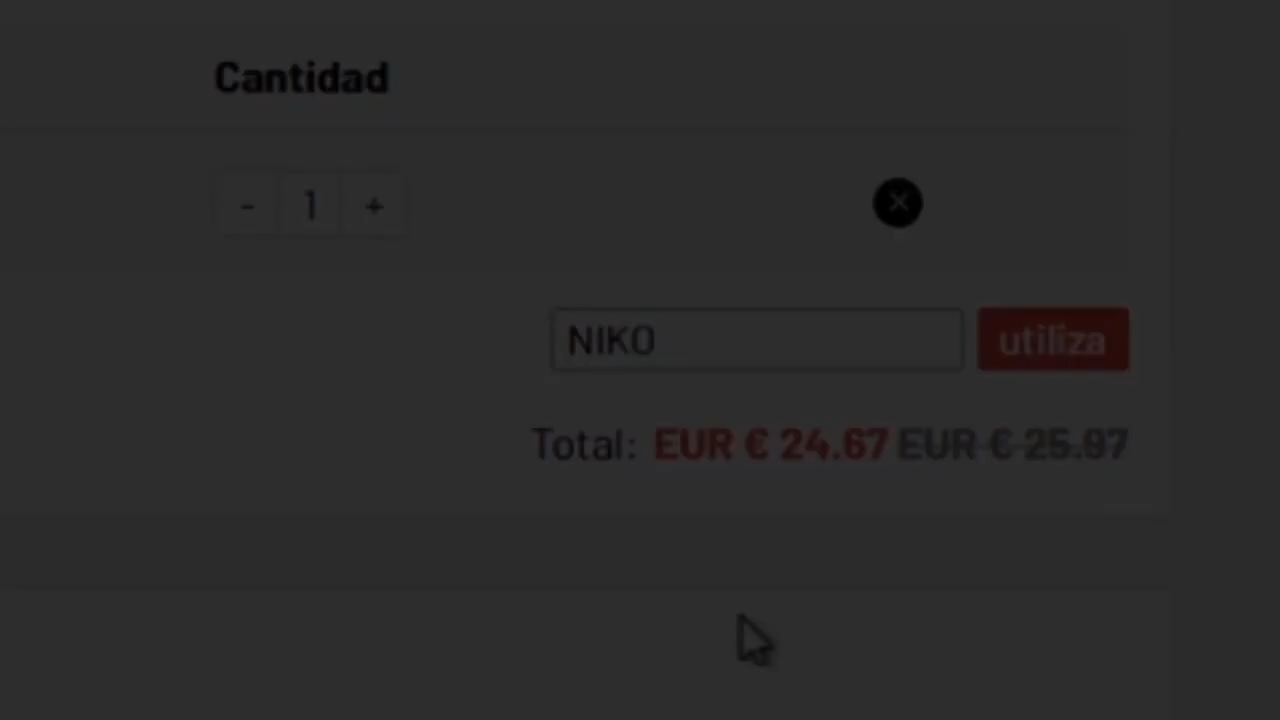 Cantidad
- 1 +
NIKO utiliza
Total: EUR € 24.67 EUR € 25.97